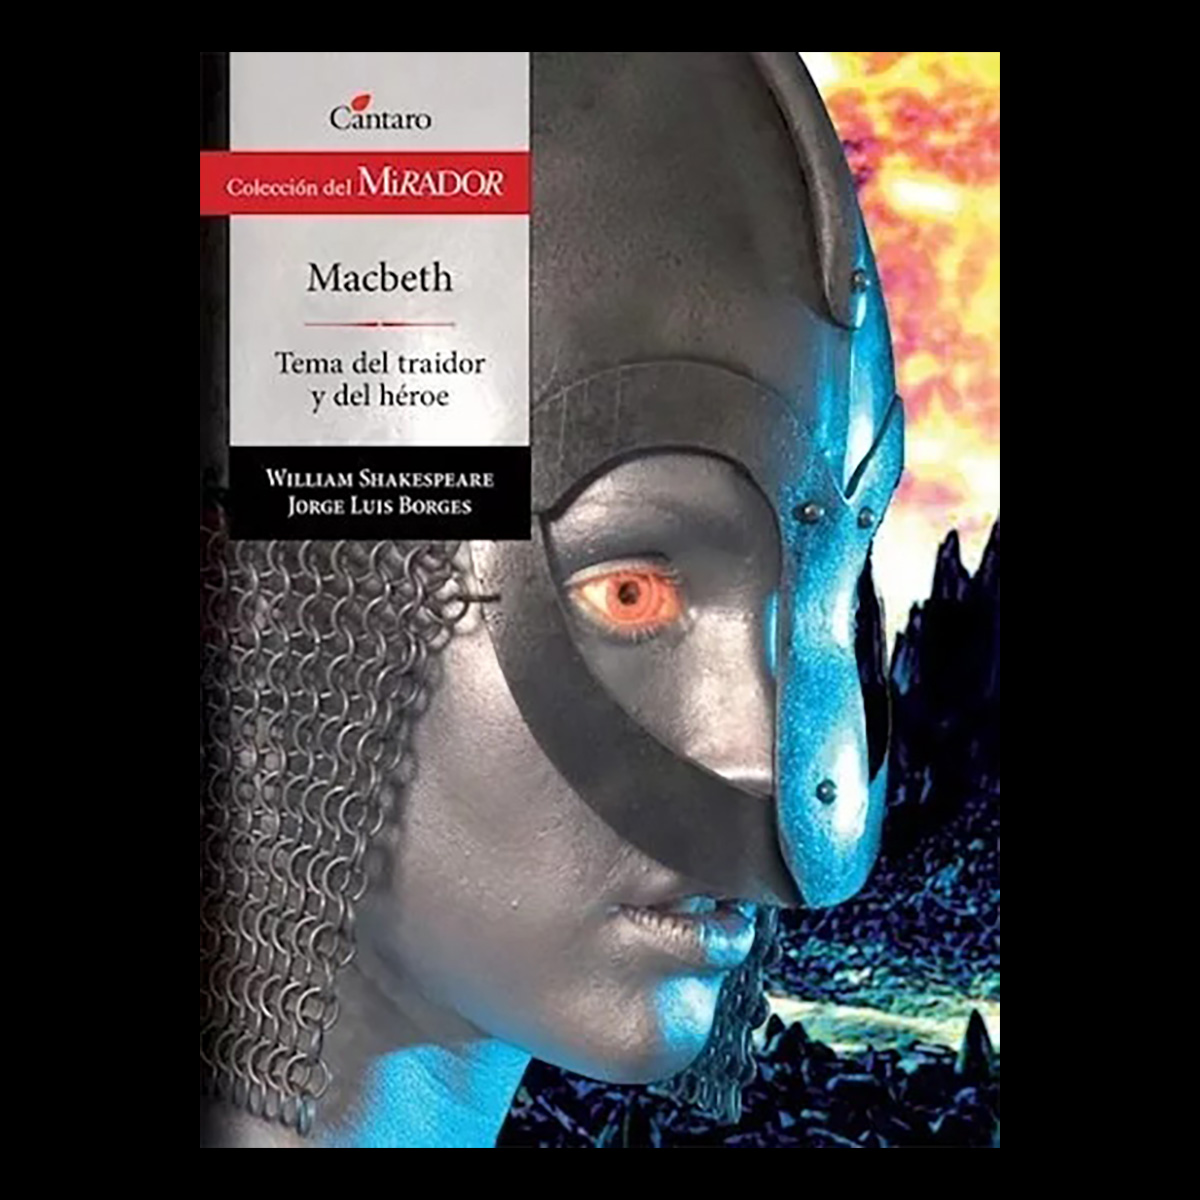 Cántaro
Colección del MiRADOR
Macbeth
Tema del traidor
y del héroe
WILLIAM SHAKESPEARE
JORGE LUIS BORGES